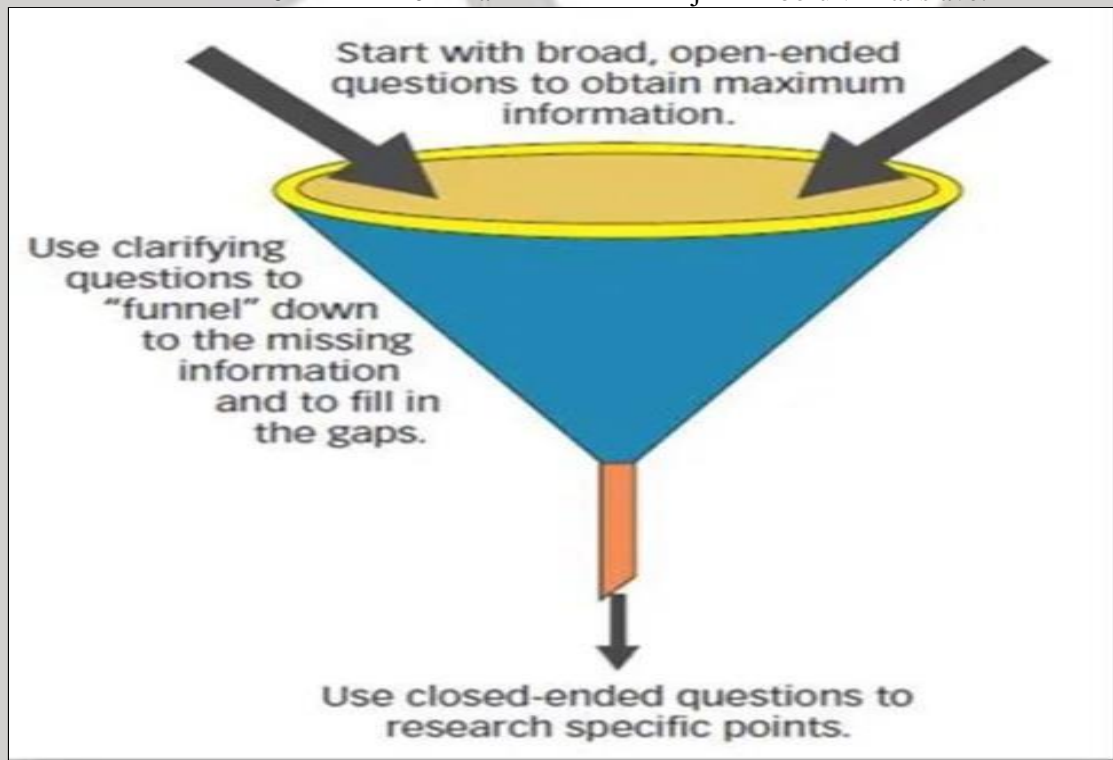 Start with broad, open-ended
questions to obtain maximum
information.
Use clarifying
questions to
“funnel” down
to the missing
information
and to fill in
the gaps.
Use closed-ended questions to
research specific points.